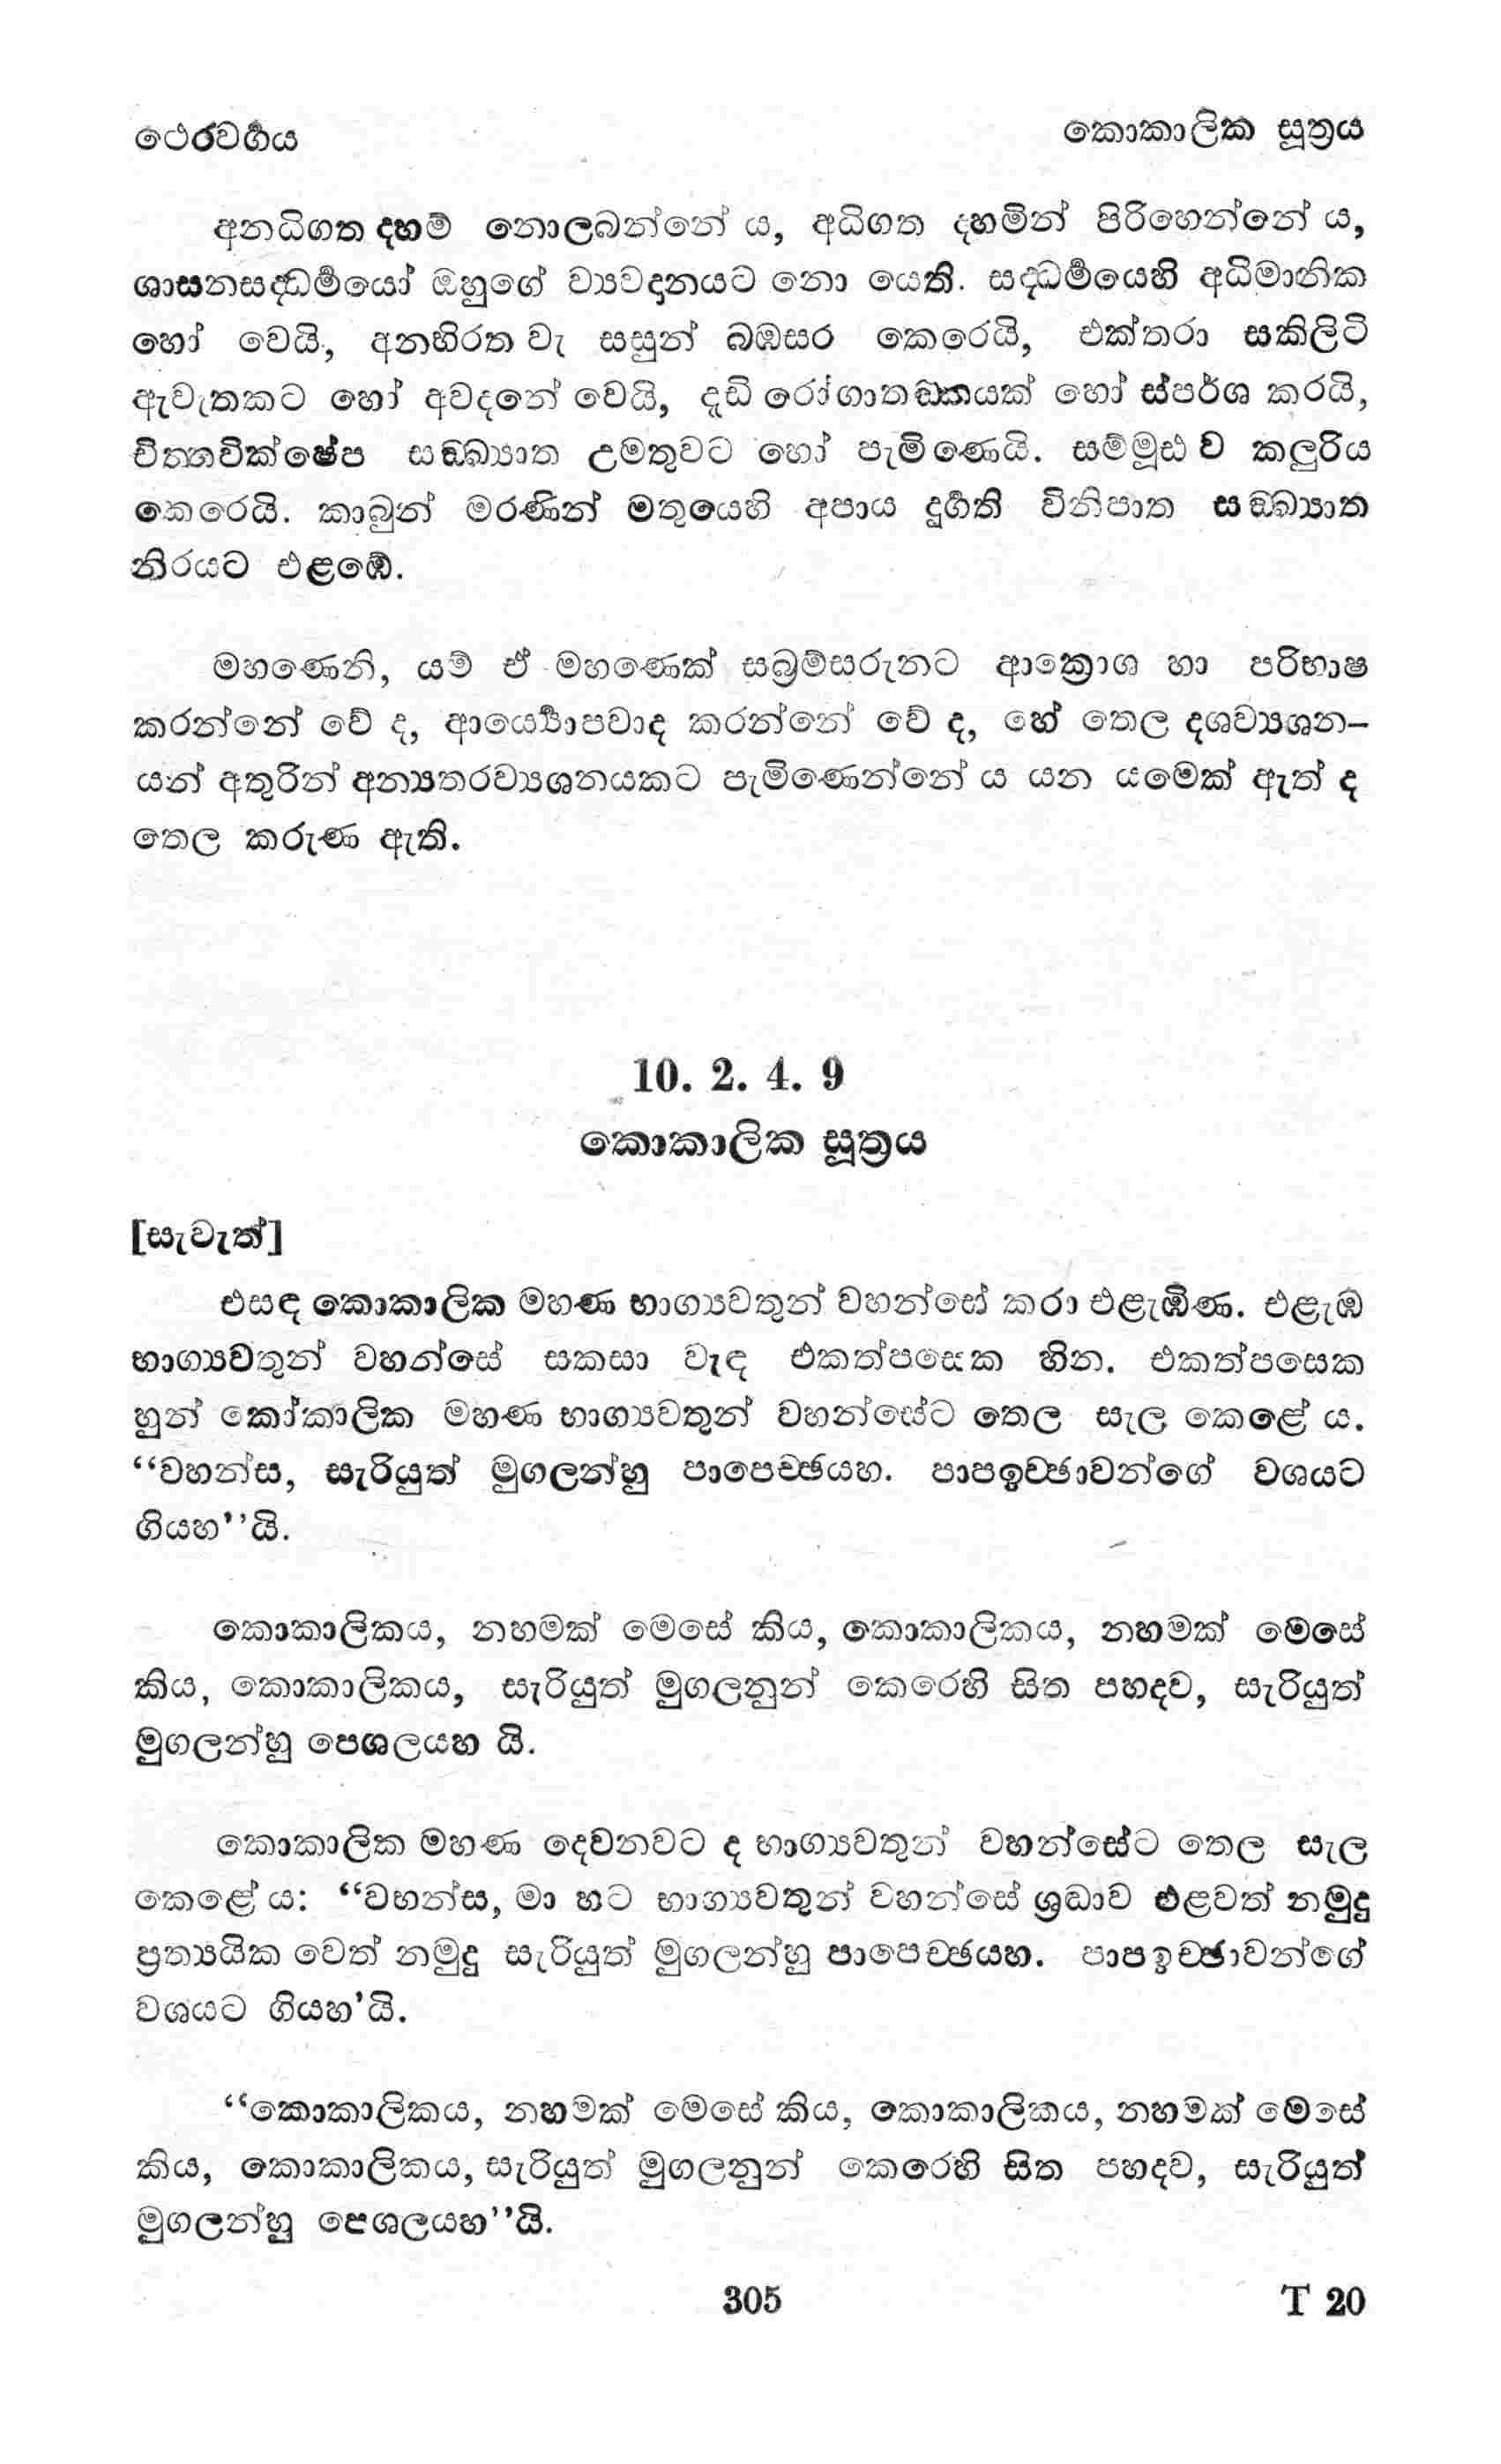 ථෙරවර්‍ගය
කොකාලික සූත්‍රය
අනධිගත දහම් නොලබන්නේ ය, අධිගත දහමින් පිරිහෙන්නේ ය,
ශාසනසද්ධර්‍මයෝ ඔහුගේ ව්‍යවදානයට නො යෙති. සද්ධර්‍මයෙහි අධිමානික
හෝ වෙයි, අනභිරත වැ සසුන් බඹසර කෙරෙයි, එක්තරා සකිලිටි
ඇවැතකට හෝ අවදනේ වෙයි, දැඩි රෝගාතඞ්කයක් හෝ ස්පර්ශ කරයි,
චිත්තවික්ෂේප සඞ්ඛ්‍යාත උමතුවට හෝ පැමිණෙයි. සම්මූඪ ව කලුරිය
කෙරෙයි. කාබුන් මරණින් මතුයෙහි අපාය දුර්‍ගති විනිපාත සඞ්ඛ්‍යාත
නිරයට එළඹේ.
මහණෙනි, යම් ඒ මහණෙක් සබ්‍රම්සරුනට ආක්‍රොශ හා පරිභාෂ
කරන්නේ වේ ද, ආර්‍ය්‍යොපවාද කරන්නේ වේ ද, හේ තෙල දශව්‍යශන-
යන් අතුරින් අන්‍යතරව්‍යශනයකට පැමිණෙන්නේ ය යන යමෙක් ඇත් ද
තෙල කරුණ ඇති.
10. 2. 4. 9
කොකාලික සූත්‍රය
[සැවැත්]
එසඳ කොකාලික මහණ භාග්‍යවතුන් වහන්සේ කරා එළැඹිණ. එළැඹ
භාග්‍යවතුන් වහන්සේ සකසා වැඳ එකත්පසෙක හින. එකත්පසෙක
හුන් කෝකාලික මහණ භාග්‍යවතුන් වහන්සේට තෙල සැල කෙළේ ය.
“වහන්ස, සැරියුත් මුගලන්හු පාපෙච්ඡයහ. පාපඉච්ඡාවන්ගේ වශයට
ගියහ’’යි.
කොකාලිකය, නහමක් මෙසේ කිය, කොකාලිකය, නහමක් මෙසේ
කිය, කොකාලිකය, සැරියුත් මුගලනුන් කෙරෙහි සිත පහදව, සැරියුත්
මුගලන්හු පෙශලයහ යි.
කොකාලික මහණ දෙවනවට ද භාග්‍යවතුන් වහන්සේට තෙල සැල
කෙළේ ය: “වහන්ස, මා හට භාග්‍යවතුන් වහන්සේ ශ්‍රද්ධාව එළවත් නමුදු
ප්‍රත්‍යයික වෙත් නමුදු සැරියුත් මුගලන්හු පාපෙච්ඡයහ. පාපඉච්ඡාවන්ගේ
වශයට ගියහ’යි.
“කොකාලිකය, නහමක් මෙසේ කිය, කොකාලිකය, නහමක් මෙසේ
කිය, කොකාලිකය, සැරියුත් මුගලනුන් කෙරෙහි සිත පහදව, සැරියුත්
මුගලන්හු පෙශලයහ’’යි.
305
T 20